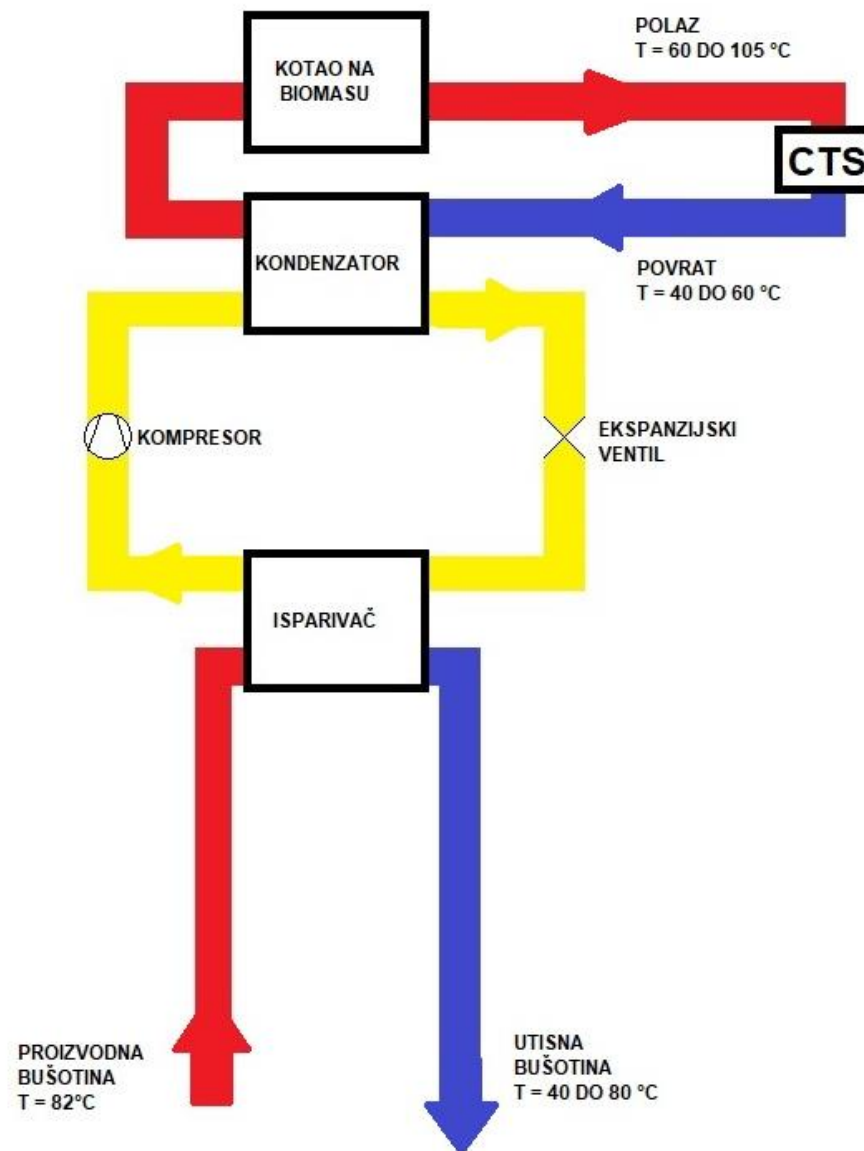 POLAZ
T = 60 DO 105 °C
KOTAO NA
BIOMASU
CTS
KONDENZATOR
POVRAT
T = 40 DO 60 °C
KOMPRESOR
EKSPANZIJSKI
VENTIL
ISPARIVAČ
PROIZVODNA
BUŠOTINA
T = 82°C
UTISNA
BUŠOTINA
T = 40 DO 80 °C